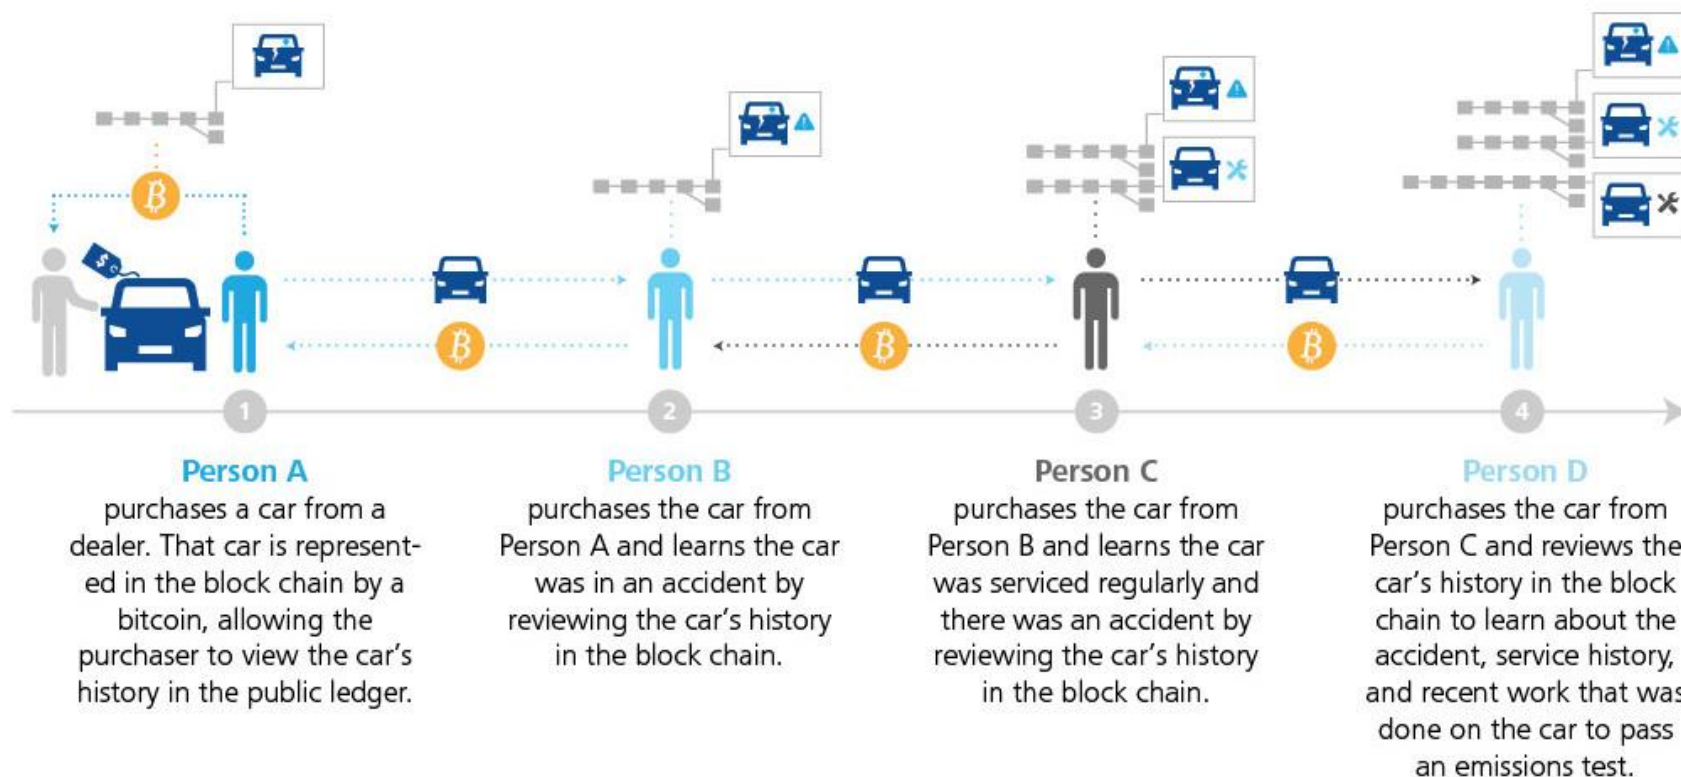 $
B
B
B
B
1
2
3
4
Person A
purchases a car from a
dealer. That car is represent-
ed in the block chain by a
bitcoin, allowing the
purchaser to view the car's
history in the public ledger.
Person B
purchases the car from
Person A and learns the car
was in an accident by
reviewing the car's history
in the block chain.
Person C
purchases the car from
Person B and learns the car
was serviced regularly and
there was an accident by
reviewing the car's history
in the block chain.
Person D
purchases the car from
Person C and reviews the
car's history in the block
chain to learn about the
accident, service history,
and recent work that was
done on the car to pass
an emissions test.